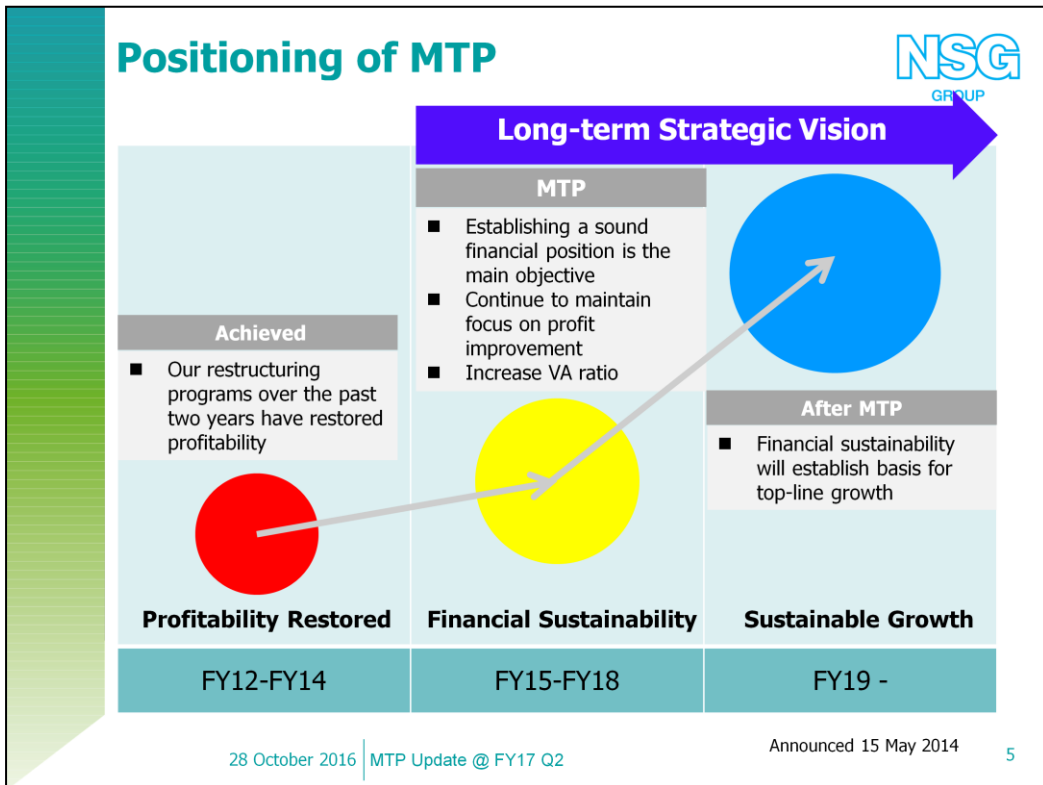 Positioning of MTP
NSG
GROUP
Long-term Strategic Vision
MTP
■ Establishing a sound
financial position is the
main objective
■ Continue to maintain
focus on profit
improvement
■ Increase VA ratio
Achieved
■ Our restructuring
programs over the past
two years have restored
profitability
After MTP
■ Financial sustainability
will establish basis for
top-line growth
Profitability Restored
Financial Sustainability
Sustainable Growth
FY12-FY14
FY15-FY18
FY19 -
28 October 2016
MTP Update @ FY17 Q2
Announced 15 May 2014
5